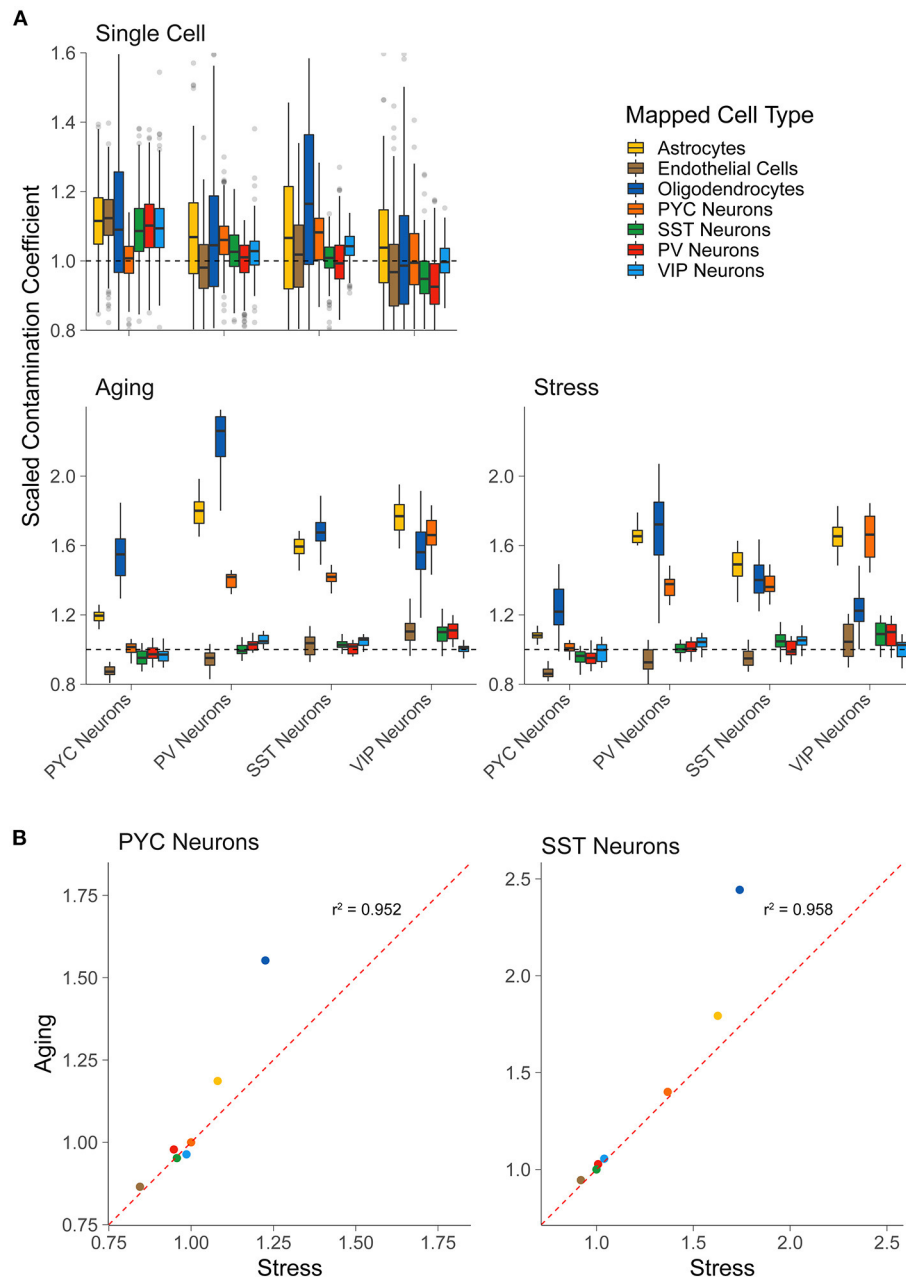 A
Single Cell
Scaled Contamination Coefficient
1.6
1.4
1.2
1.0
0.8
Mapped Cell Type
Astrocytes
Endothelial Cells
Oligodendrocytes
PYC Neurons
SST Neurons
PV Neurons
VIP Neurons
Aging
2.0
1.6
1.2
0.8
PYC Neurons
PV Neurons
SST Neurons
VIP Neurons
Stress
2.0
1.6
1.2
0.8
PYC Neurons
PV Neurons
SST Neurons
VIP Neurons
B
PYC Neurons
r² = 0.952
Aging
1.75
1.50
1.25
1.00
0.75
0.75
1.00
1.25
1.50
1.75
Stress
SST Neurons
r² = 0.958
2.5
2.0
1.5
1.0
1.0
1.5
2.0
2.5
Stress